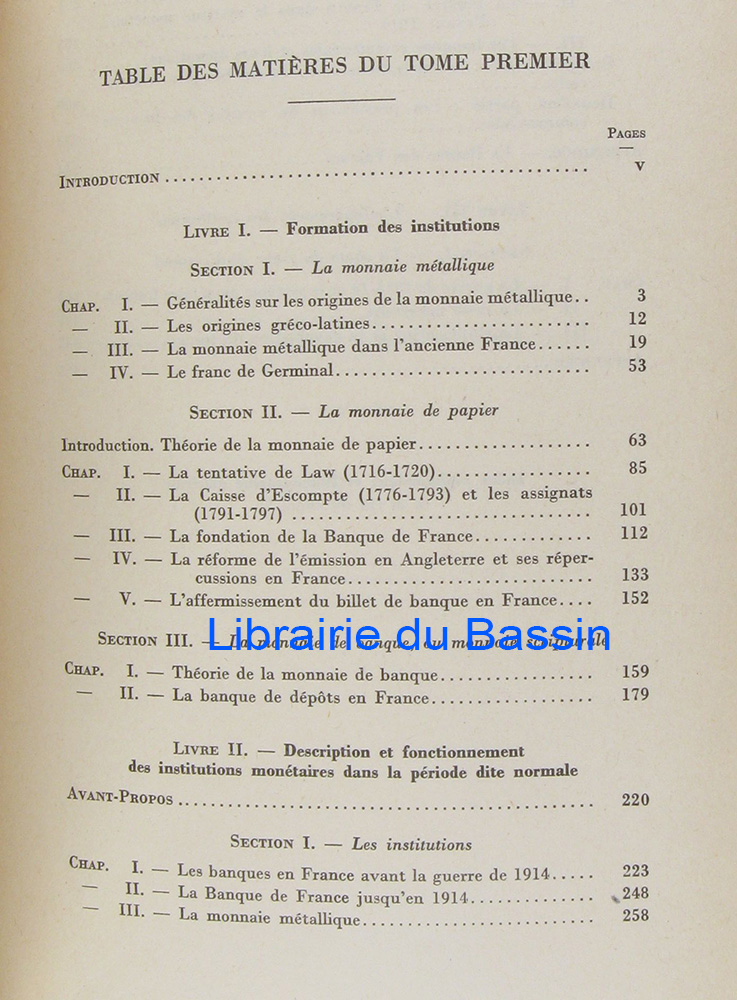 TABLE DES MATIÈRES DU TOME PREMIER
PAGES
INTRODUCTION .................................................. V
LIVRE I. — Formation des institutions
SECTION I. — La monnaie métallique
CHAP. I. — Généralités sur les origines de la monnaie métallique.. 3
— II. — Les origines gréco-latines........................ 12
— III. — La monnaie métallique dans l'ancienne France...... 19
— IV. — Le franc de Germinal............................. 53
SECTION II. — La monnaie de papier
Introduction. Théorie de la monnaie de papier................... 63
CHAP. I. — La tentative de Law (1716-1720)................. 85
— II. — La Caisse d'Escompte (1776-1793) et les assignats
(1791-1797) ................................. 101
— III. — La fondation de la Banque de France............. 112
— IV. — La réforme de l'émission en Angleterre et ses réper-
cussions en France........................... 133
— V. — L'affermissement du billet de banque en France.... 152
Librairie du Bassin
SECTION III. — La monnaie de banque, ou monnaie scripturale
CHAP. I. — Théorie de la monnaie de banque................. 159
— II. — La banque de dépôts en France.................. 179
LIVRE II. — Description et fonctionnement
des institutions monétaires dans la période dite normale
AVANT-PROPOS ................................................ 220
SECTION I. — Les institutions
CHAP. I. — Les banques en France avant la guerre de 1914..... 223
— II. — La Banque de France jusqu'en 1914.............. 248
— III. — La monnaie métallique........................... 258